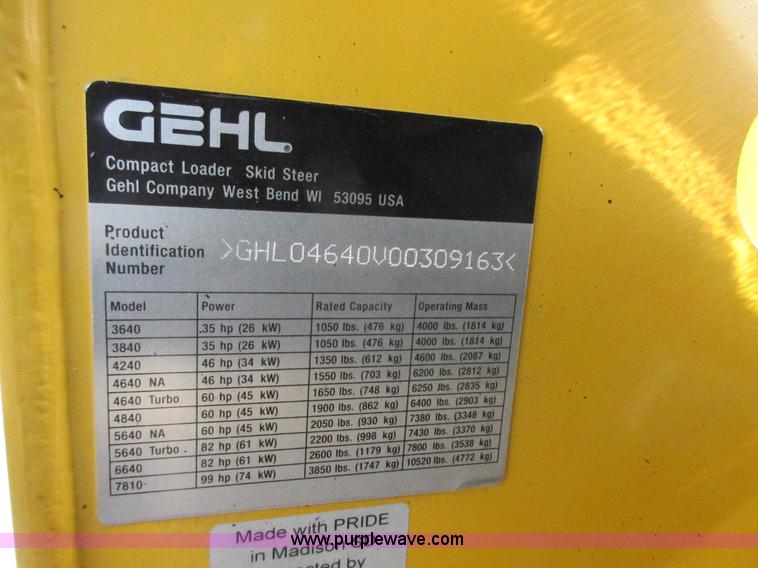 GEHL
Compact Loader Skid Steer
Gehl Company West Bend WI 53095 USA
Product
Identification
Number
>GHL04640V00309163<
Model Power Rated Capacity Operating Mass
3640 35 hp (26 kW) 1050 lbs. (476 kg) 4000 lbs. (1814 kg)
3840 35 hp (26 kW) 1050 lbs. (476 kg) 4000 lbs. (1814 kg)
4240 46 hp (34 kW) 1350 lbs. (612 kg) 4600 lbs. (2087 kg)
4640 NA 46 hp (34 kW) 1550 lbs. (703 kg) 6200 lbs. (2812 kg)
4640 Turbo 60 hp (45 kW) 1650 lbs. (748 kg) 6250 lbs. (2835 kg)
4840 60 hp (45 kW) 1900 lbs. (862 kg) 6400 lbs. (2903 kg)
5640 NA 60 hp (45 kW) 2050 lbs. (930 kg) 7380 lbs. (3348 kg)
5640 Turbo 82 hp (61 kW) 2200 lbs. (998 kg) 7430 lbs. (3370 kg)
6640 82 hp (61 kW) 2600 lbs. (1179 kg) 7800 lbs. (3538 kg)
7810 99 hp (74 kW) 3850 lbs. (1747 kg) 10520 lbs. (4772 kg)
Made with PRIDE
in Madison
www.purplewave.com
by